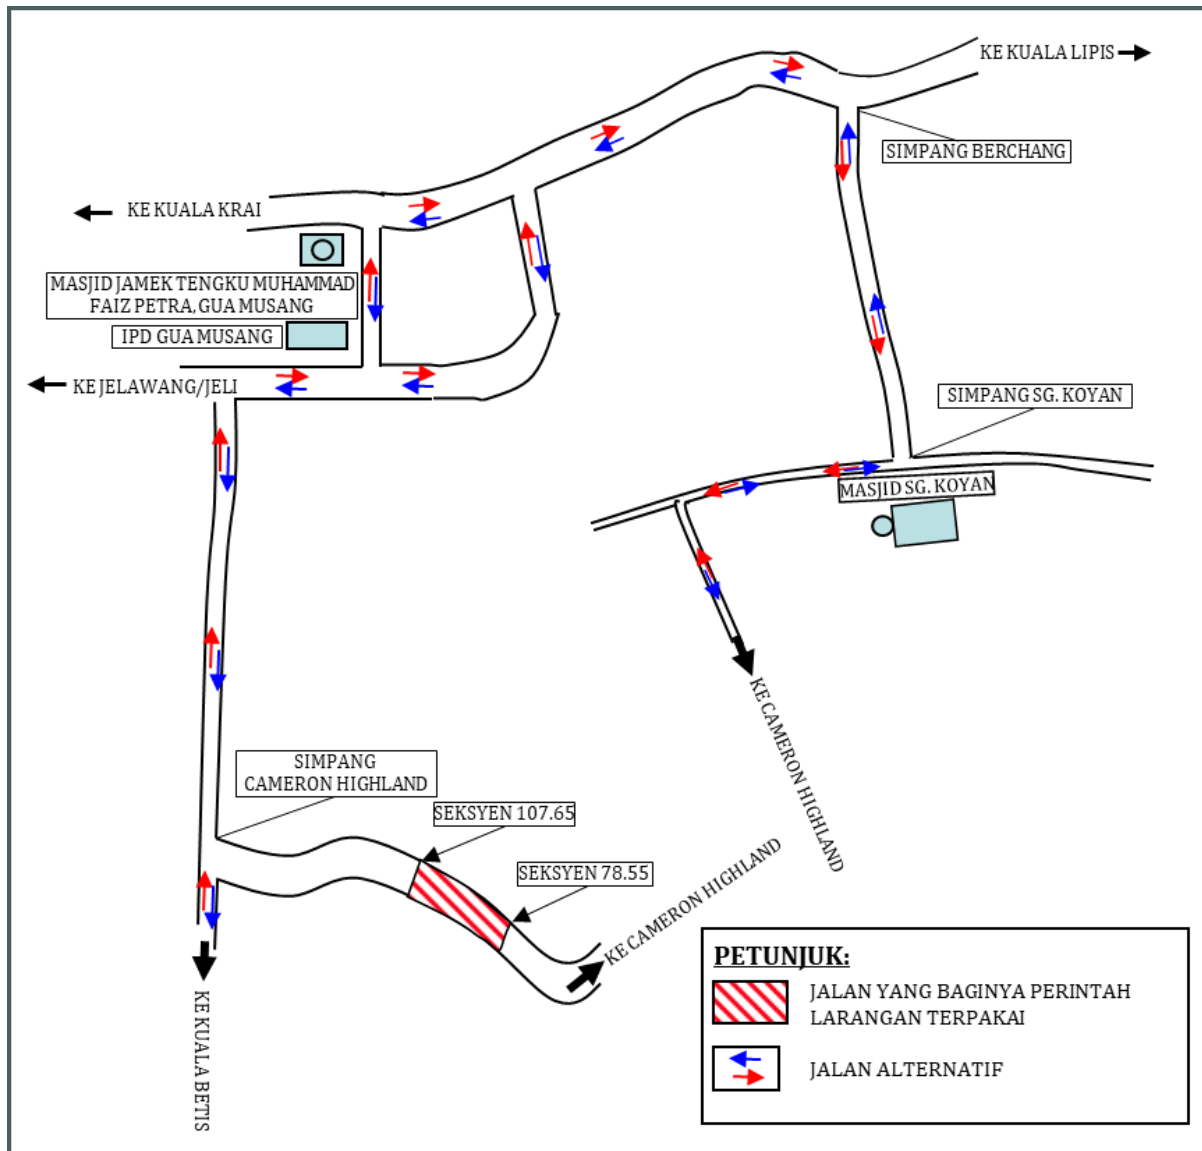 KE KUALA LIPIS
SIMPANG BERCHANG
KE KUALA KRAI
MASJID JAMEK TENGKU MUHAMMAD
FAIZ PETRA, GUA MUSANG
IPD GUA MUSANG
KE JELAWANG/JELI
SIMPANG SG. KOYAN
MASJID SG. KOYAN
KE CAMERON HIGHLAND
SIMPANG
CAMERON HIGHLAND
SEKSYEN 107.65
SEKSYEN 78.55
KE CAMERON HIGHLAND
KE KUALA BETIS
PETUNJUK:
JALAN YANG BAGINYA PERINTAH
LARANGAN TERPAKAI
JALAN ALTERNATIF